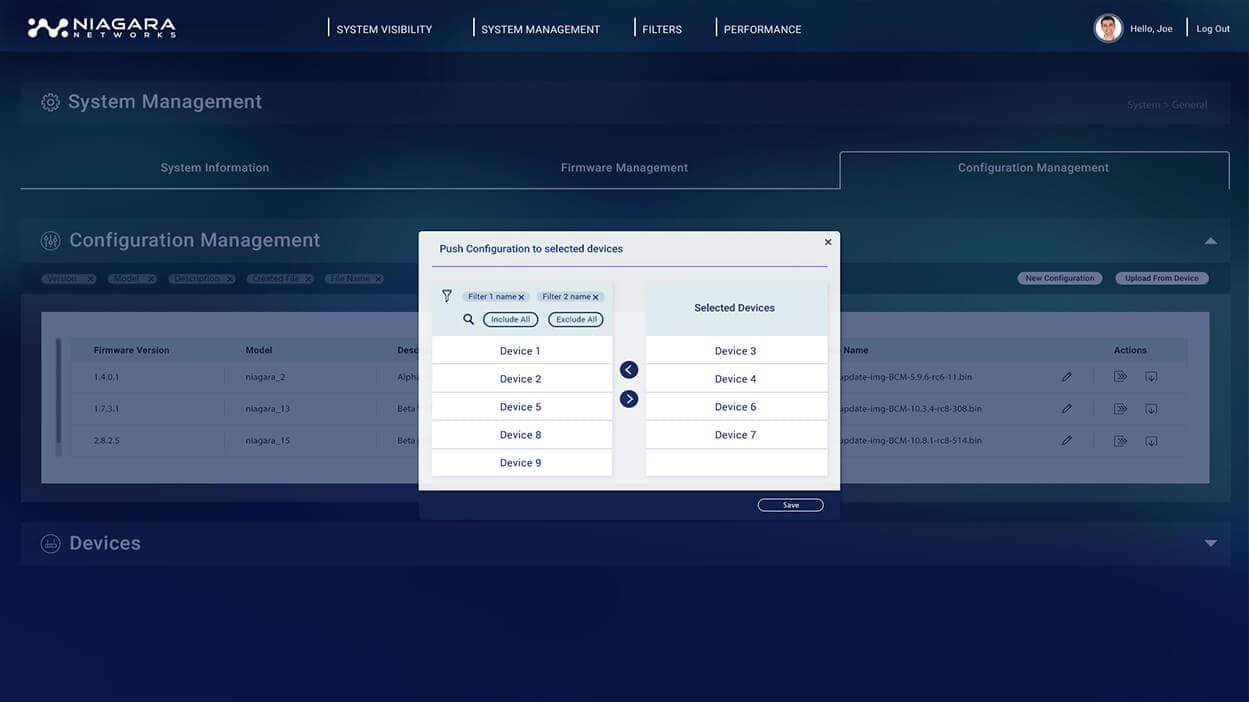 NIAGARA
NETWORKS
SYSTEM VISIBILITY
SYSTEM MANAGEMENT
FILTERS
PERFORMANCE
Hello, Joe
Log Out
System Management
System > General
System Information
Firmware Management
Configuration Management
Configuration Management
Version
Model
Description
Created File
File Name
New Configuration
Upload From Device
Push Configuration to selected devices
Filter 1 name
Filter 2 name
Include All
Exclude All
Selected Devices
Device 1
Device 2
Device 5
Device 8
Device 9
Device 3
Device 4
Device 6
Device 7
Save
Firmware Version Model Name Actions
1.4.0.1 niagara_2 Alpha update-img-BCM-5.9.6-rc6-11.bin
1.7.3.1 niagara_13 Beta update-img-BCM-10.3.4-rc8-308.bin
2.8.2.5 niagara_15 Beta update-img-BCM-10.8.1-rc8-514.bin
Devices